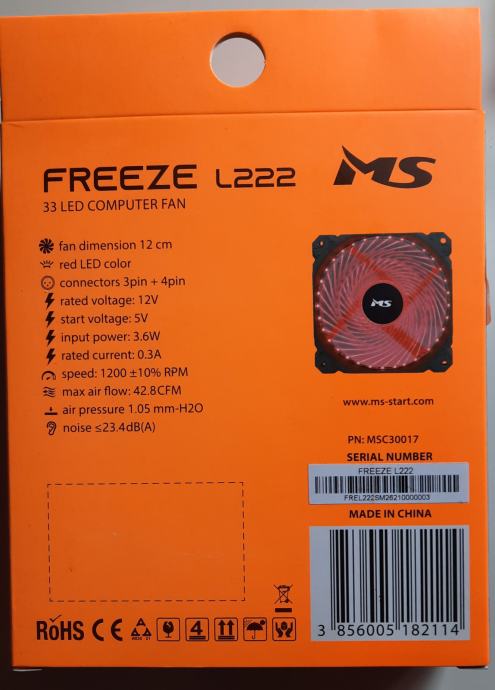 FREEZE L222
MS
33 LED COMPUTER FAN
fan dimension 12 cm
red LED color
connectors 3pin + 4pin
rated voltage: 12V
start voltage: 5V
input power: 3.6W
rated current: 0.3A
speed: 1200 ±10% RPM
max air flow: 42.8CFM
air pressure 1.05 mm-H2O
noise ≤23.4dB(A)
MS
www.ms-start.com
PN: MSC30017
SERIAL NUMBER
FREEZE L222
FREL222SM26210000003
MADE IN CHINA
RoHS CE 4
3 856005 182114